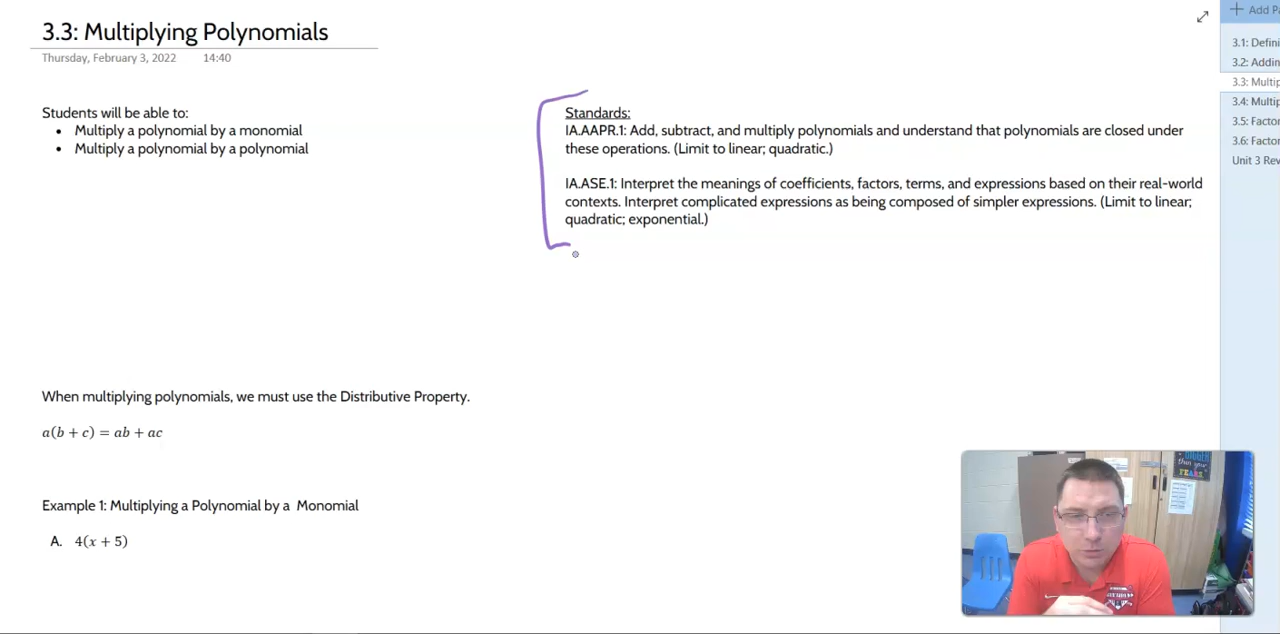 3.3: Multiplying Polynomials
Thursday, February 3, 2022 14:40
Students will be able to:
• Multiply a polynomial by a monomial
• Multiply a polynomial by a polynomial
Standards:
IA.AAPR.1: Add, subtract, and multiply polynomials and understand that polynomials are closed under
these operations. (Limit to linear; quadratic.)
IA.ASE.1: Interpret the meanings of coefficients, factors, terms, and expressions based on their real-world
contexts. Interpret complicated expressions as being composed of simpler expressions. (Limit to linear;
quadratic; exponential.)
When multiplying polynomials, we must use the Distributive Property.
a(b + c) = ab + ac
Example 1: Multiplying a Polynomial by a Monomial
A. 4(x + 5)
+ Add Pa
3.1: Defini
3.2: Addin
3.3: Multip
3.4: Multip
3.5: Factor
3.6: Factor
Unit 3 Rev
BIGGER
than your
FEARS